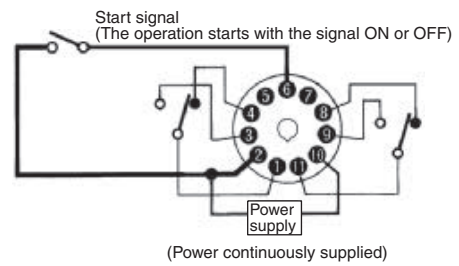 Start signal
(The operation starts with the signal ON or OFF)
6
5 7
4 8
3 9
2 10
1 11
Power
supply
(Power continuously supplied)